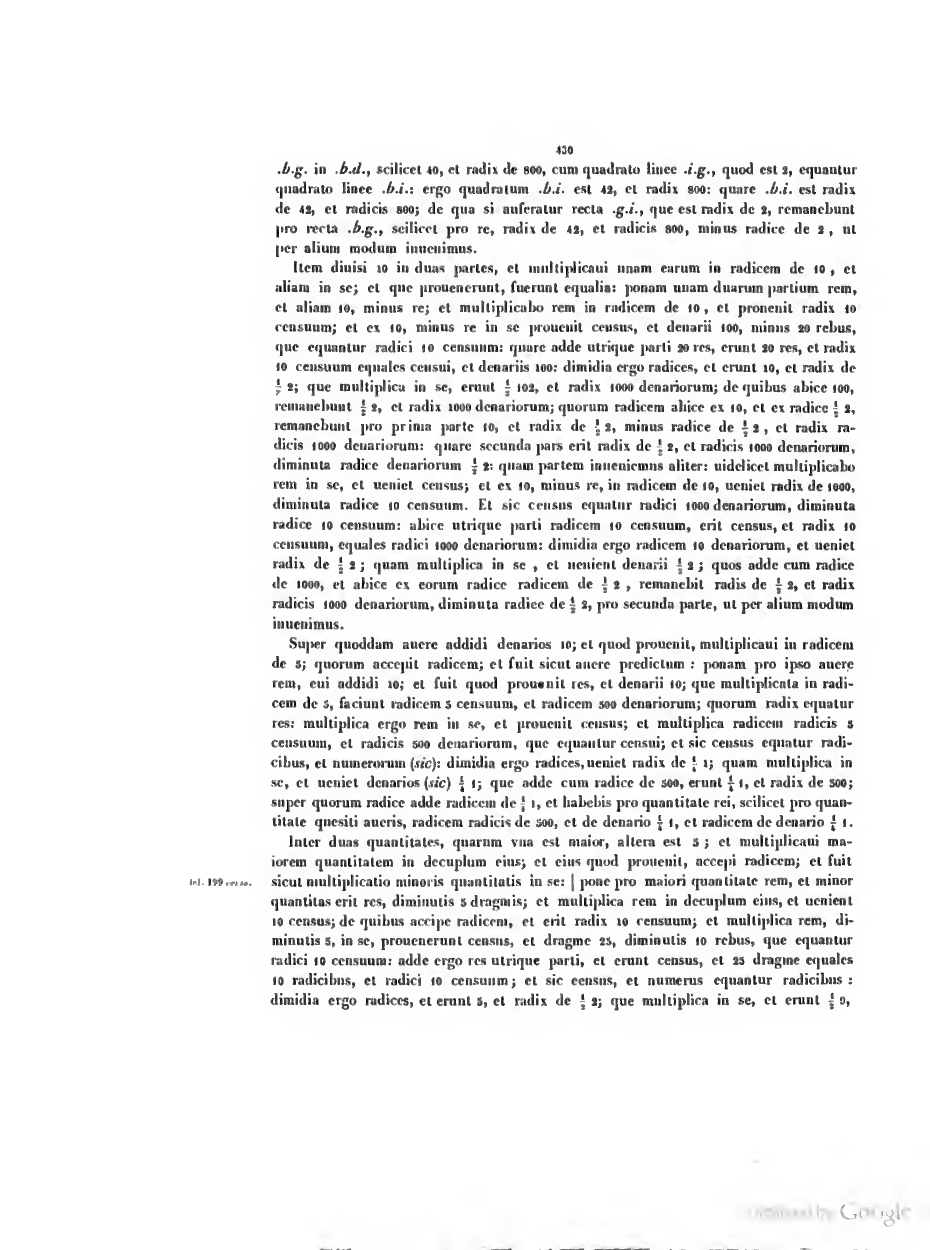 430
.b.g. in .b.d., scilicet 40, et radix de 800, cum quadrato linee .i.g., quod est 2, equantur
quadrato linee .b.i.: ergo quadratum .b.i. est 42, et radix 800: quare .b.i. est radix
de 42, et radicis 800; de qua si auferatur recta .g.i., que est radix de 2, remanebunt
pro recta .b.g., scilicet pro re, radix de 42, et radicis 800, minus radice de 2, ut
per alium modum inuenimus.
Item diuisi 10 in duas partes, et multiplicaui unam earum in radicem de 10, et
aliam in se; et que prouenerunt, fuerunt equalia: ponam unam duarum partium rem,
et aliam 10, minus re; et multiplicabo rem in radicem de 10, et pronenit radix 10
censuum; et ex 10, minus re in se prouenit census, et denarii 100, minus 20 rebus,
que equantur radici 10 censuum: quare adde utrique parti 20 res, erunt 20 res, et radix
10 censuum equales censui, et denariis 100: dimidia ergo radices, et erunt 10, et radix de
1/2 2; que multiplica in se, erunt 1/2 102, et radix 1000 denariorum; de quibus abice 100,
remanebunt 1/2 2, et radix 1000 denariorum; quorum radicem abice ex 10, et ex radice 1/2 2,
remanebunt pro prima parte 10, et radix de 1/2 2, minus radice de 1/2 2, et radix ra-
dicis 1000 denariorum: quare secunda pars erit radix de 1/2 2, et radicis 1000 denariorum,
diminuta radice denariorum 1/2 2: quam partem inueniemus aliter: uidelicet multiplicabo
rem in se, et ueniet census; et ex 10, minus re, in radicem de 10, ueniet radix de 1000,
diminuta radice 10 censuum. Et sic census equatur radici 1000 denariorum, diminuta
radice 10 censuum: abice utrique parti radicem 10 censuum, erit census, et radix 10
censuum, equales radici 1000 denariorum: dimidia ergo radicem 10 denariorum, et ueniet
radix de 1/2 2; quam multiplica in se, et uenient denarii 1/2 2; quos adde cum radice
de 1000, et abice ex eorum radice radicem de 1/2 2, remanebit radis de 1/2 2, et radix
radicis 1000 denariorum, diminuta radice de 1/2 2, pro secunda parte, ut per alium modum
inuenimus.
Super quoddam auere addidi denarios 10; et quod prouenit, multiplicaui in radicem
de 5; quorum accepit radicem; et fuit sicut auere predictum : ponam pro ipso auere
rem, cui addidi 10; et fuit quod prouenit res, et denarii 10; que multiplicata in radi-
cem de 5, faciunt radicem 5 censuum, et radicem 500 denariorum; quorum radix equatur
res: multiplica ergo rem in se, et prouenit census; et multiplica radicem radicis 5
censuum, et radicis 500 denariorum, que equantur censui; et sic census equatur radi-
cibus, et numerorum (sic): dimidia ergo radices, ueniet radix de 1/4 1; quam multiplica in
se, et ueniet denarios (sic) 1/4 1; que adde cum radice de 500, erunt 1/4 1, et radix de 500;
super quorum radice adde radicem de 1/4 1, et habebis pro quantitate rei, scilicet pro quan-
titate quesiti aueris, radicem radicis de 500, et de denario 1/4 1, et radicem de denario 1/4 1.
Inter duas quantitates, quarum vna est maior, altera est 5 ; et multiplicaui ma-
iorem quantitatem in decuplum eius; et eius quod prouenit, accepi radicem; et fuit
fol. 199 verso. sicut multiplicatio minoris quantitatis in se: | pone pro maiori quantitate rem, et minor
quantitas erit res, diminutis 5 dragmis; et multiplica rem in decuplum eius, et uenient
10 census; de quibus accipe radicem, et erit radix 10 censuum; et multiplica rem, di-
minutis 5, in se, prouenerunt census, et dragme 25, diminutis 10 rebus, que equantur
radici 10 censuum: adde ergo res utrique parti, et erunt census, et 25 dragme equales
10 radicibus, et radici 10 censuum; et sic census, et numerus equantur radicibus :
dimidia ergo radices, et erunt 5, et radix de 1/2 2; que multiplica in se, et erunt 1/2 9,
Digitized by Google